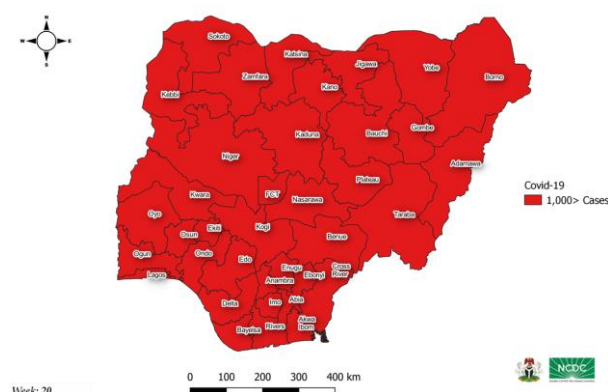 N
W E
S
Sokoto
Katsina
Jigawa
Yobe
Borno
Zamfara
Kano
Kebbi
Kaduna
Bauchi
Gombe
Niger
Adamawa
Plateau
Kwara
FCT
Nasarawa
Taraba
Oyo
Osun
Ekiti
Kogi
Benue
Ogun
Ondo
Edo
Enugu
Ebonyi
Cross
River
Lagos
Anambra
Delta
Imo
Abia
Bayelsa
Rivers
Akwa
Ibom
Covid-19
1,000> Cases
Week: 20
0 100 200 300 400 km
NCDC